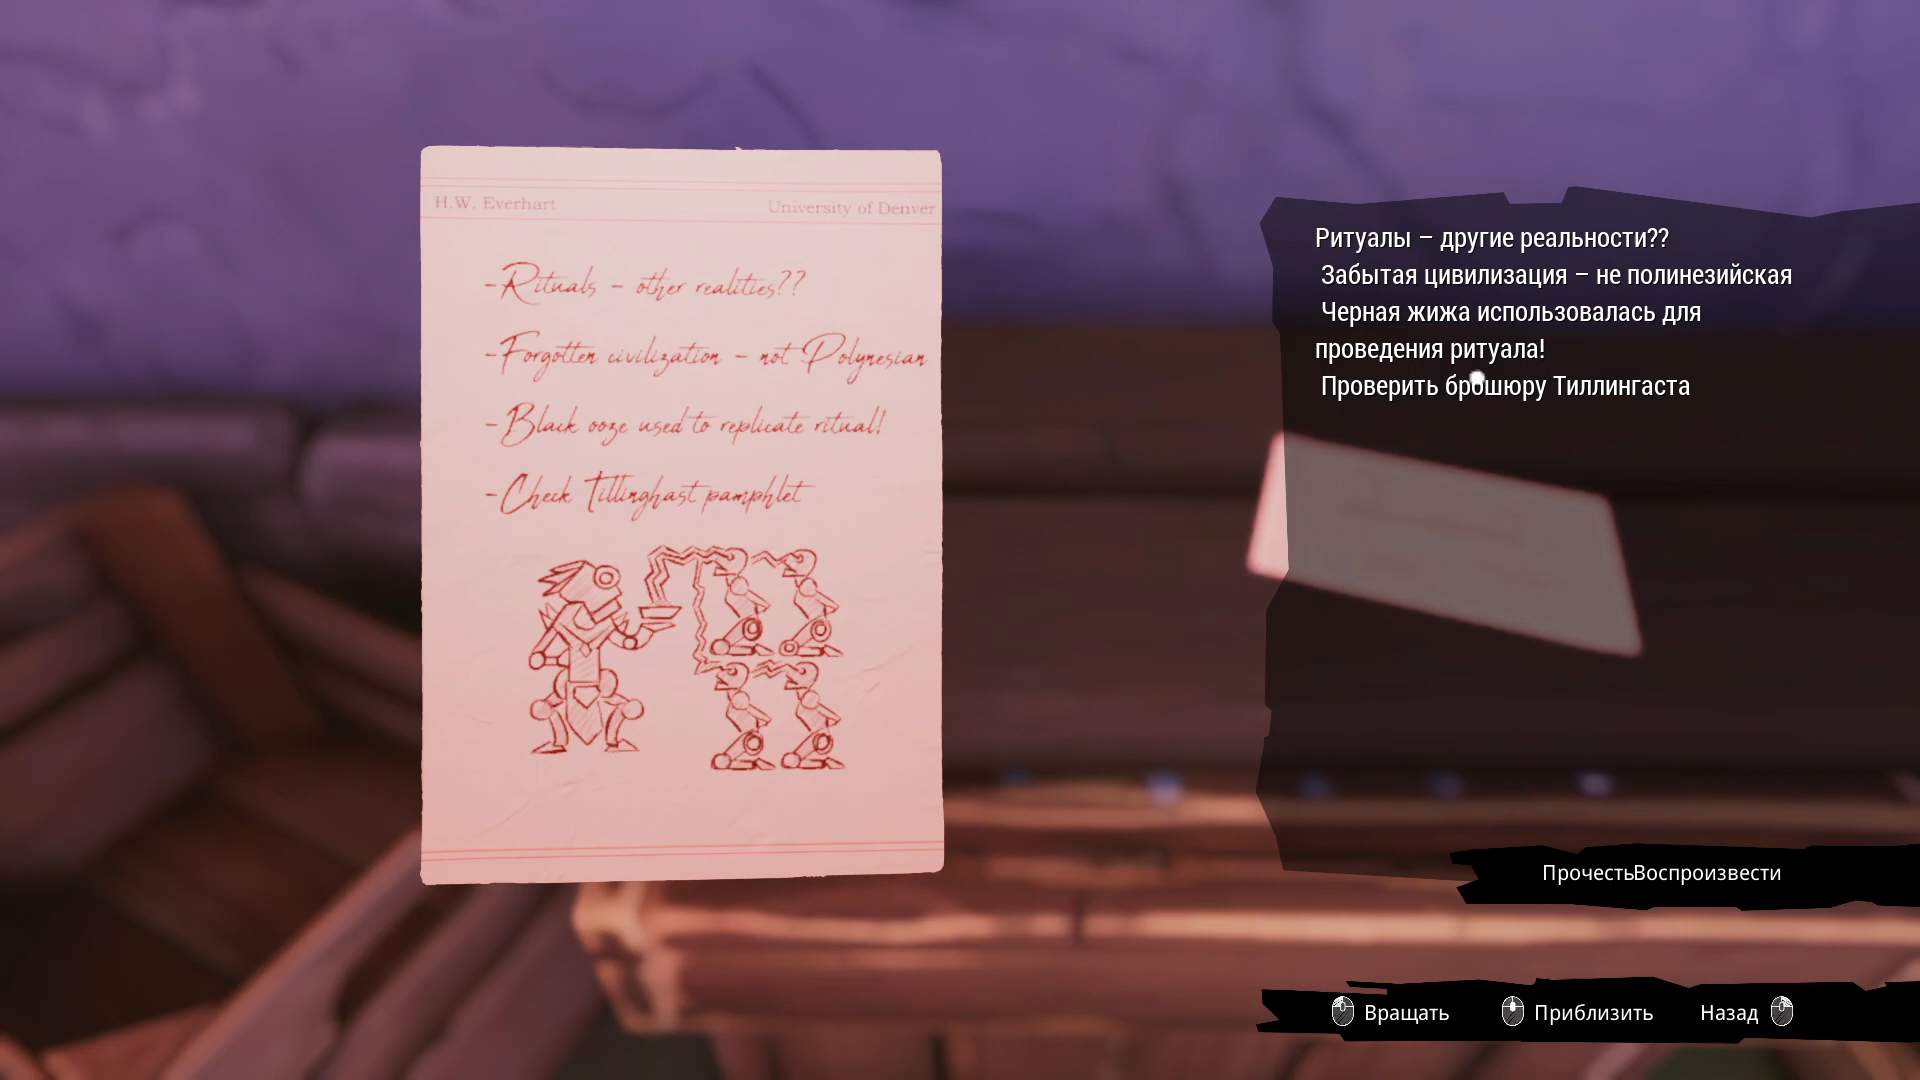 H.W. Everhart University of Denver
-Rituals - other realities??
-Forgotten civilization - not Polynesian
-Black ooze used to replicate ritual!
-Check Tillinghast pamphlet
Ритуалы – другие реальности??
Забытая цивилизация – не полинезийская
Черная жижа использовалась для
проведения ритуала!
Проверить брошюру Тиллингаста
ПрочестьВоспроизвести
Вращать Приблизить Назад